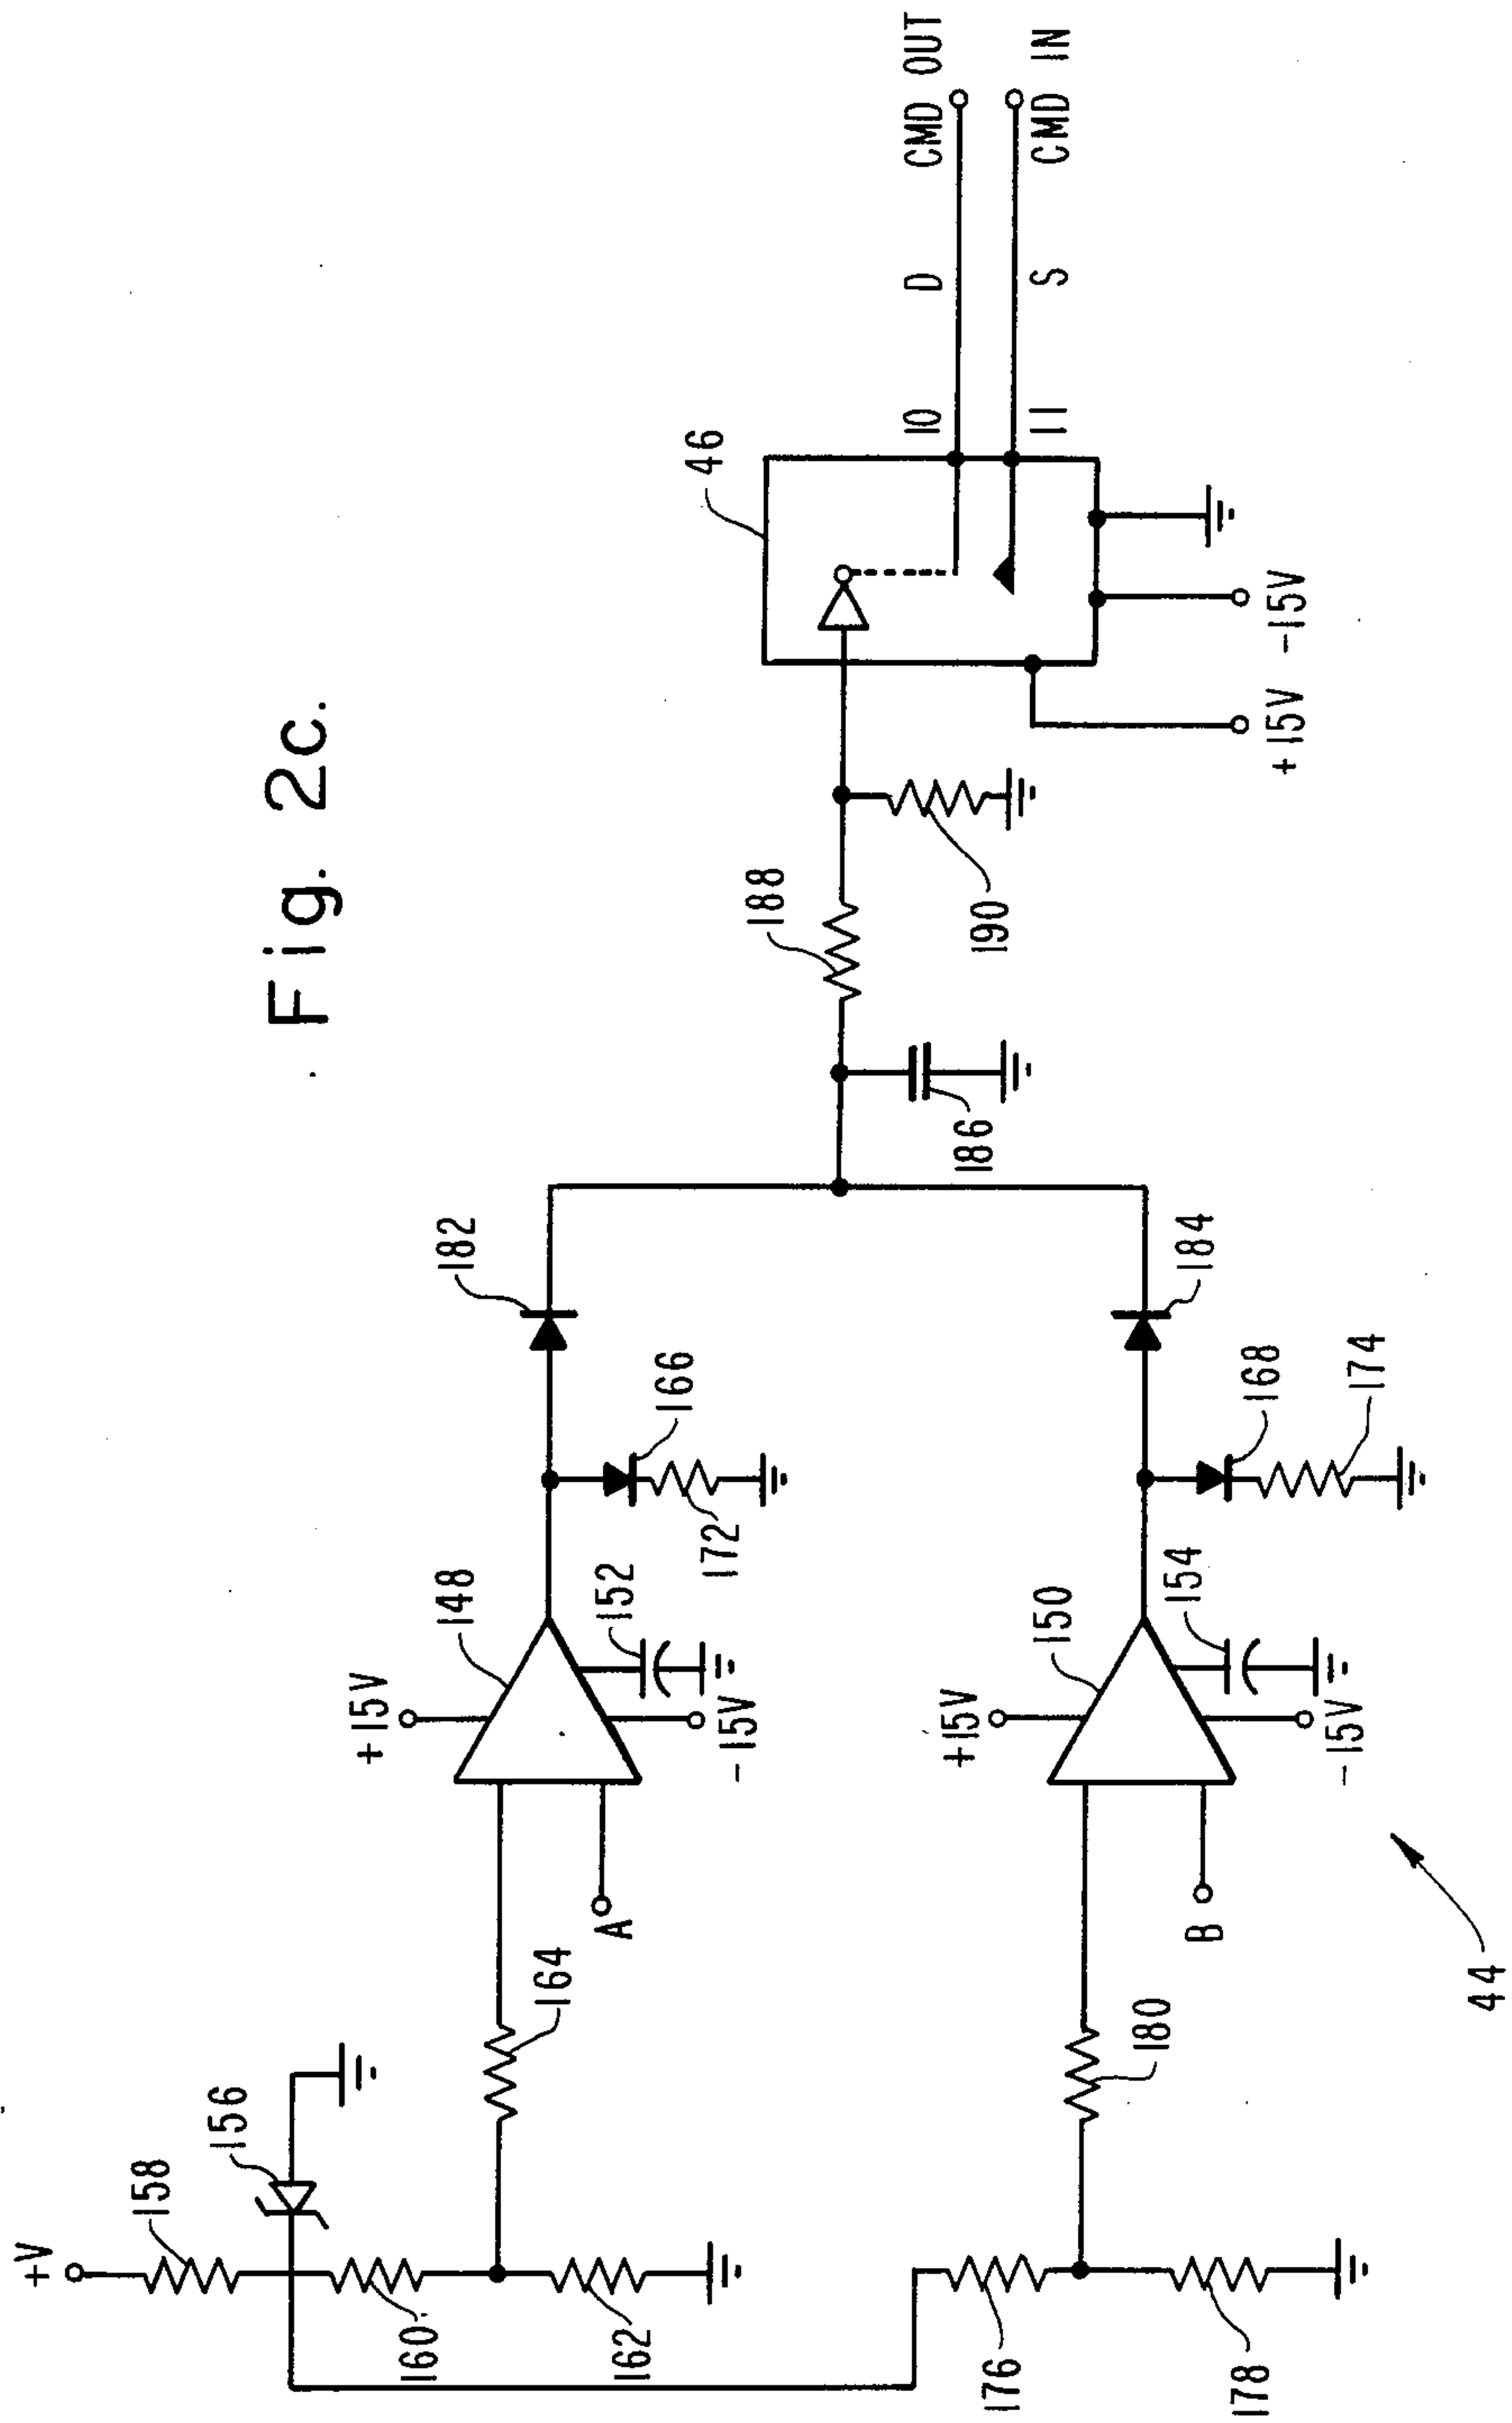 Fig. 2c.
+V
158
156
160
162
164
A
+15V
148
152
-15V
172
166
182
176
178
180
B
+15V
150
154
-15V
168
174
184
186
188
190
46
+15V
-15V
10
D
CMD OUT
11
S
CMD IN
44